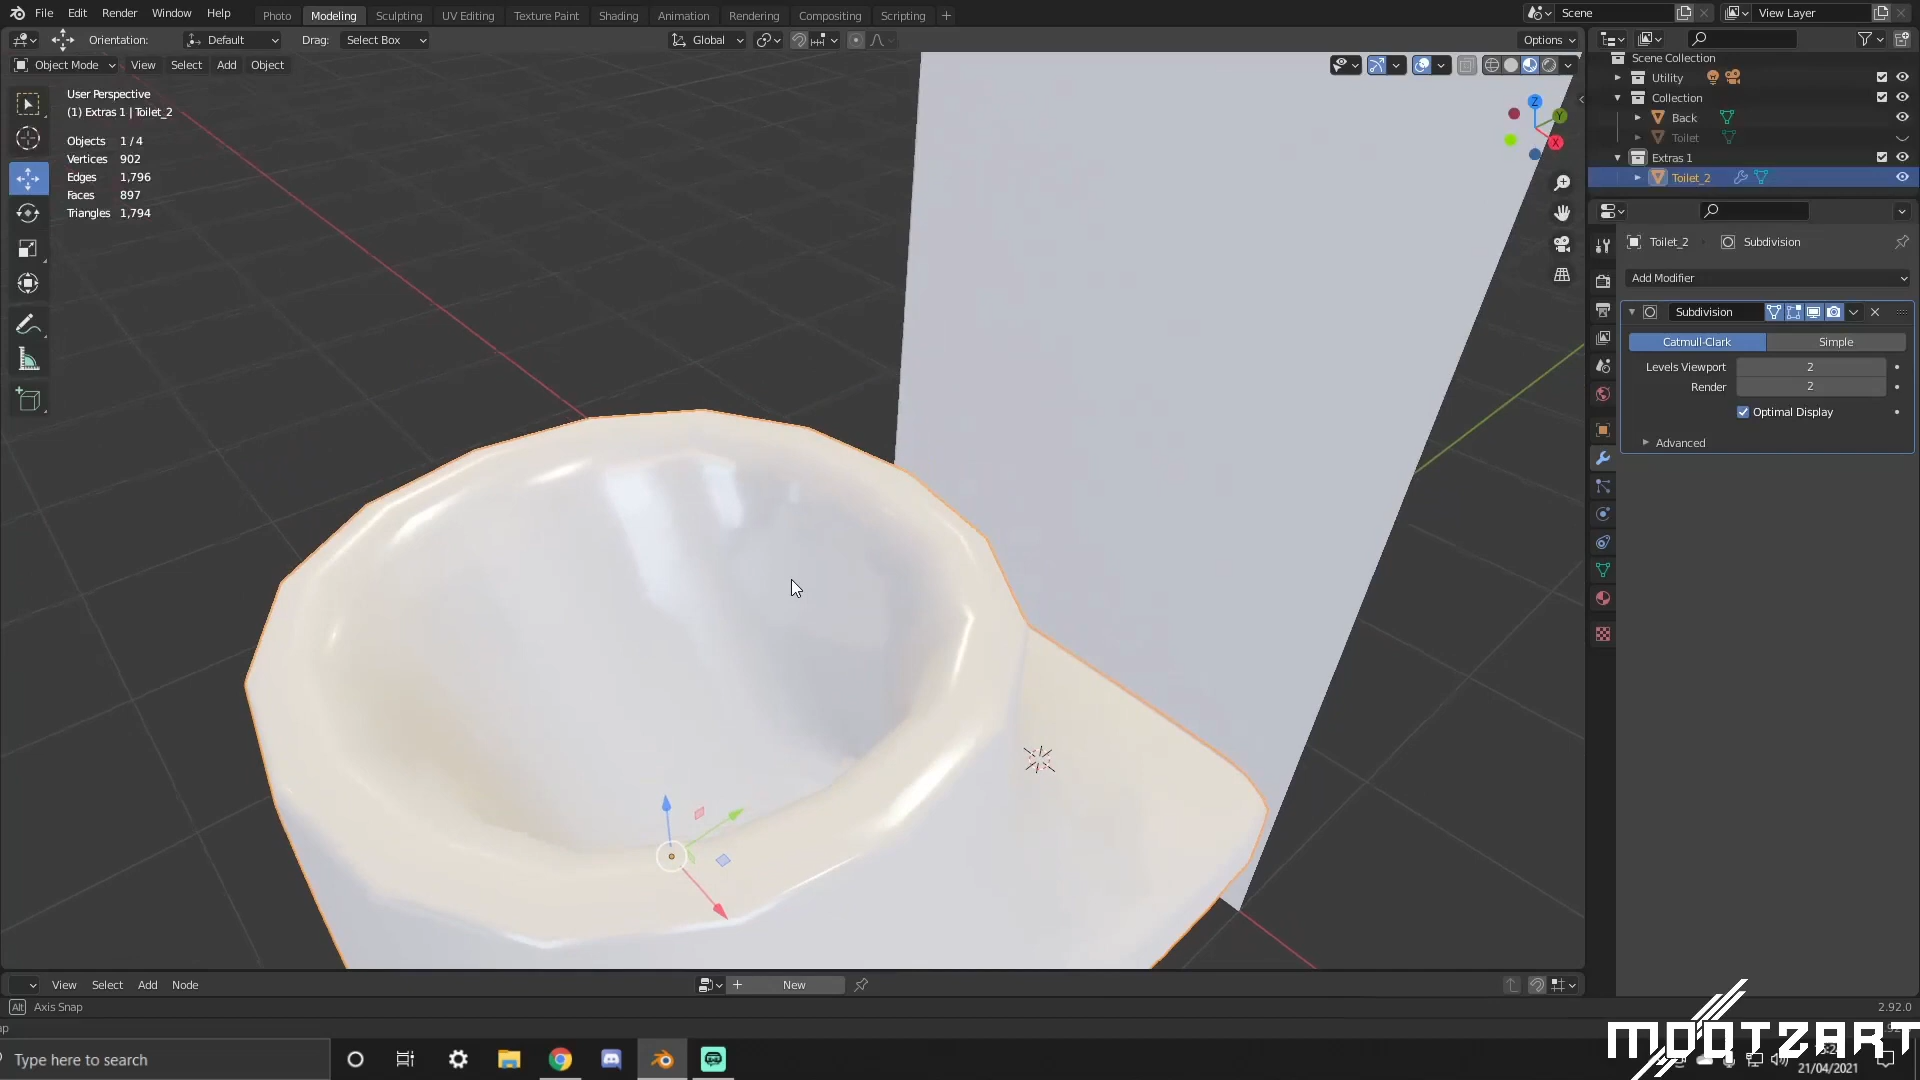 File Edit Render Window Help Photo Modeling Sculpting UV Editing Texture Paint Shading Animation Rendering Compositing Scripting + Scene View Layer
Orientation: Default Drag: Select Box Global Options
Object Mode View Select Add Object
User Perspective
(1) Extras 1 | Toilet_2
Objects 1 / 4
Vertices 902
Edges 1,796
Faces 897
Triangles 1,794
Z
Y
X
Scene Collection
Utility
Collection
Back
Toilet
Extras 1
Toilet_2
Toilet_2 Subdivision
Add Modifier
Subdivision
Catmull-Clark Simple
Levels Viewport 2
Render 2
Optimal Display
Advanced
View Select Add Node New
Alt Axis Snap 2.92.0
Type here to search
MOOTZART
21/04/2021